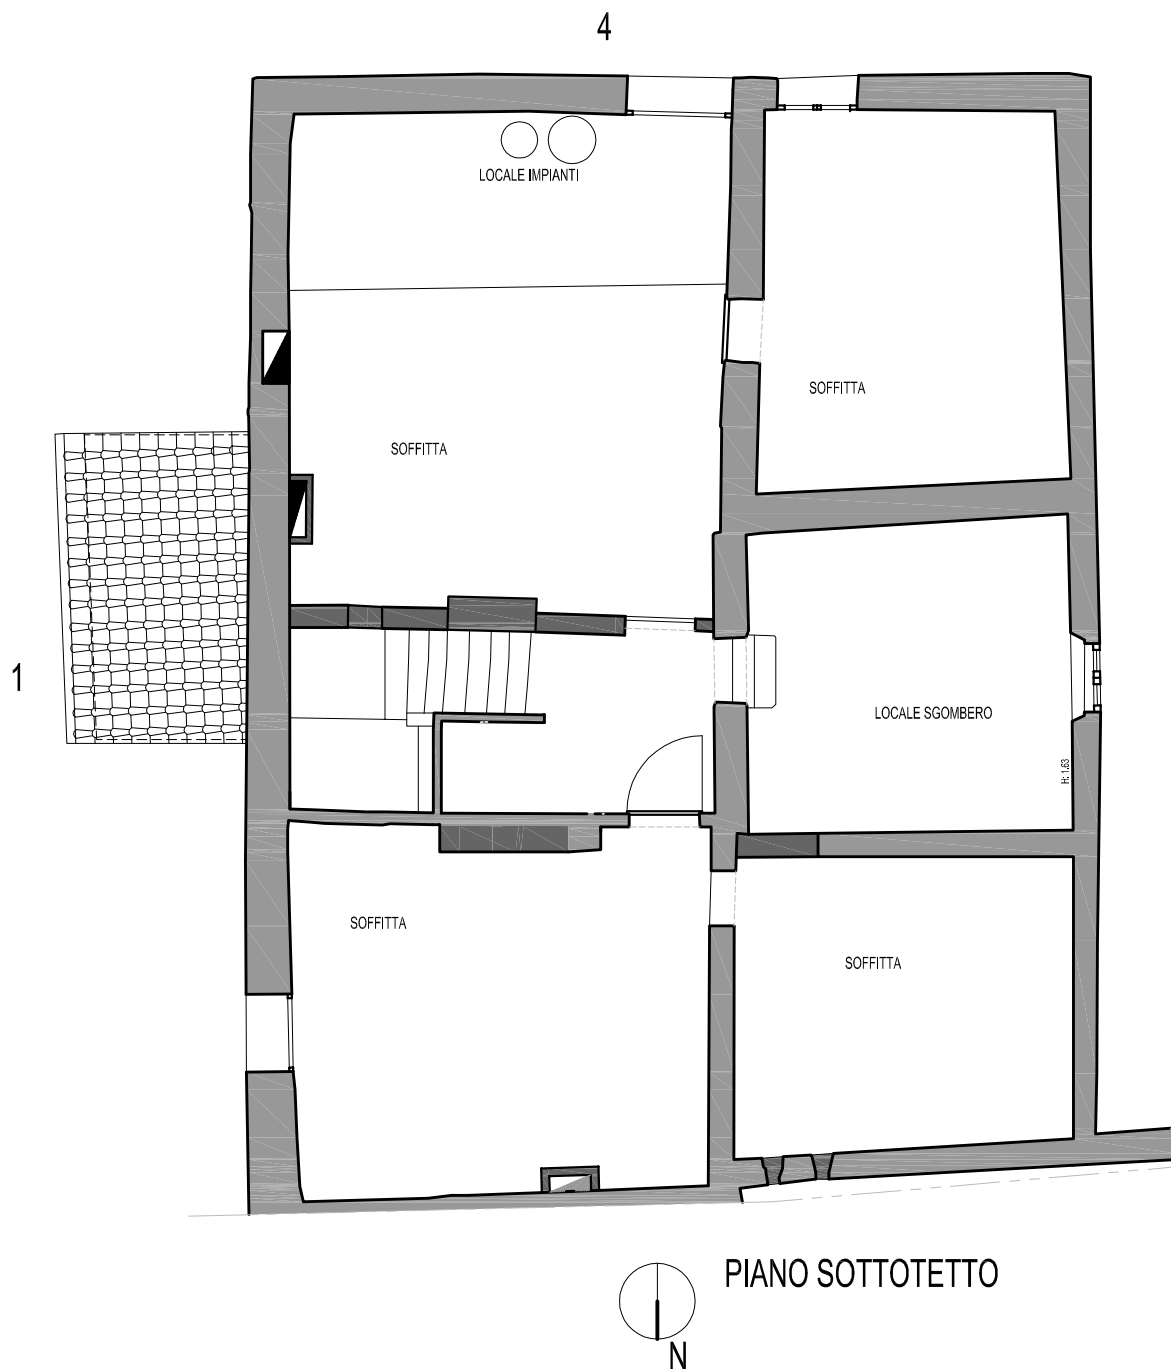 4
LOCALE IMPIANTI
SOFFITTA
SOFFITTA
1
LOCALE SGOMBERO
H: 1.63
SOFFITTA
SOFFITTA
PIANO SOTTOTETTO
N